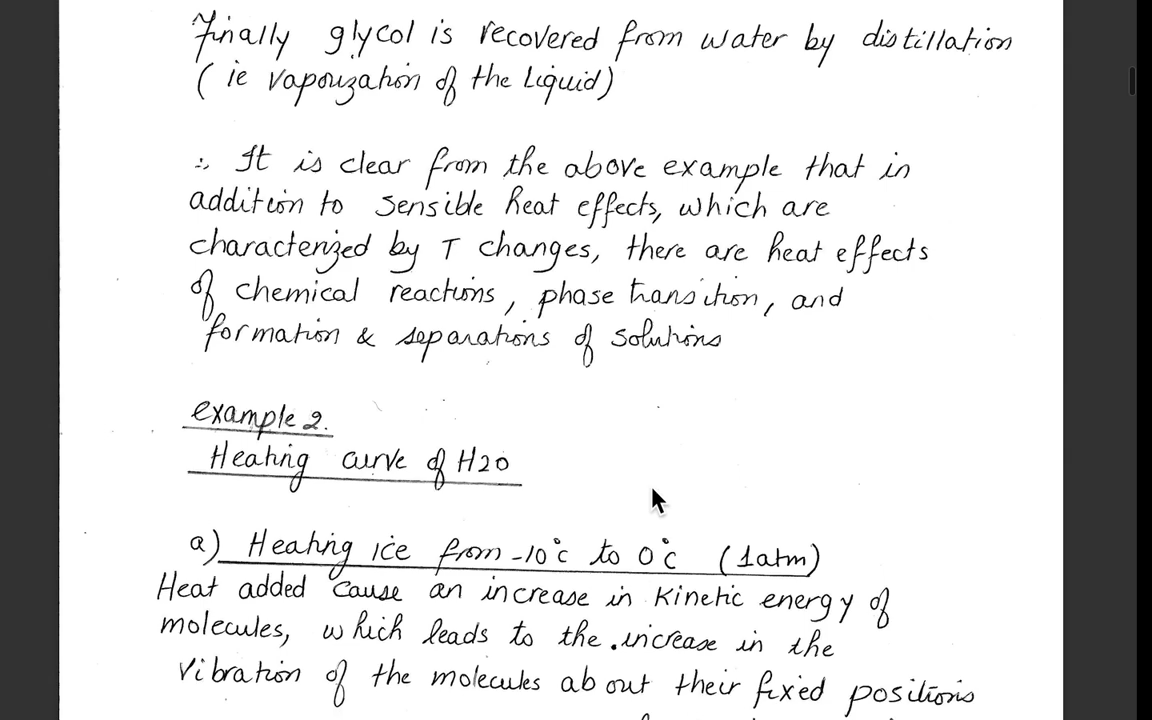 Finally glycol is recovered from water by distillation
(ie vaporization of the liquid)
∴ It is clear from the above example that in
addition to sensible heat effects, which are
characterized by T changes, there are heat effects
of chemical reactions, phase transition, and
formation & separations of solutions
example 2.
Heating curve of H2O
a) Heating ice from -10°c to 0°c (1atm)
Heat added cause an increase in kinetic energy of
molecules, which leads to the increase in the
vibration of the molecules about their fixed positions